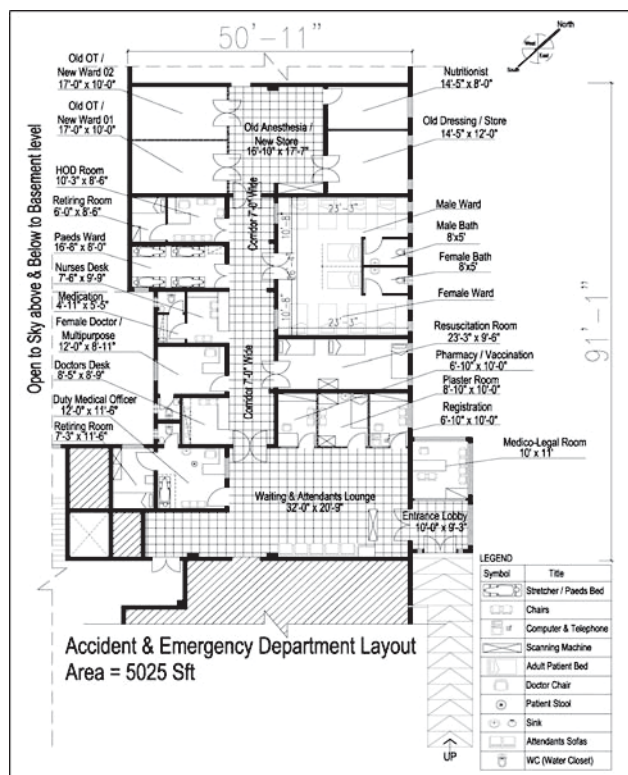 50'-11"
North
West
East
South
Old OT /
New Ward 02
17'-0" x 10'-0"
Old OT /
New Ward 01
17'-0" x 10'-0"
HOD Room
10'-3" x 8'-6"
Retiring Room
6'-0" x 8'-6"
Paeds Ward
16'-8" x 8'-0"
Nurses Desk
7'-6" x 9'-9"
Medication
4'-11" x 5'-5"
Female Doctor /
Multipurpose
12'-0" x 8'-11"
Doctors Desk
8'-5" x 8'-9"
Duty Medical Officer
12'-0" x 11'-6"
Retiring Room
7'-3" x 11'-6"
Open to Sky above & Below to Basement level
Old Anesthesia /
New Store
16'-10" x 17'-7"
Corridor 7'-0" Wide
Corridor 7'-0" Wide
23'-3"
10'-8"
10'-8"
23'-3"
Nutritionist
14'-5" x 8'-0"
Old Dressing / Store
14'-5" x 12'-0"
Male Ward
Male Bath
8'x5'
Female Bath
8'x5'
Female Ward
Resuscitation Room
23'-3" x 9'-6"
Pharmacy / Vaccination
6'-10" x 10'-0"
Plaster Room
8'-10" x 10'-0"
Registration
6'-10" x 10'-0"
Medico-Legal Room
10' x 11'
91'-1"
Waiting & Attendants Lounge
32'-0" x 20'-9"
Entrance Lobby
10'-0" x 9'-3"
UP
Accident & Emergency Department Layout
Area = 5025 Sft
LEGEND
Symbol Title
Stretcher / Paeds Bed
Chairs
Computer & Telephone
Scanning Machine
Adult Patient Bed
Doctor Chair
Patient Stool
Sink
Attendants Sofas
WC (Water Closet)